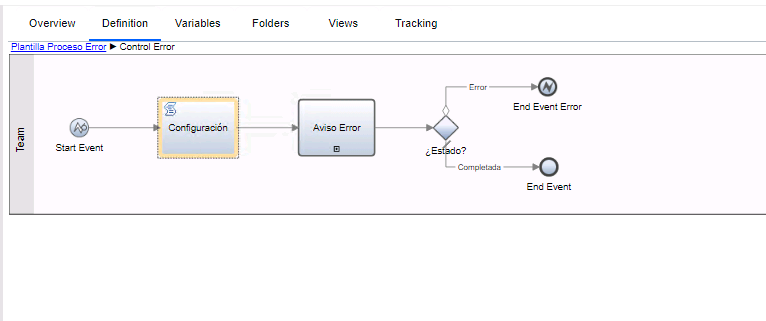 Overview Definition Variables Folders Views Tracking
Plantilla Proceso Error ▶ Control Error
Team
Start Event
Configuración
Aviso Error
¿Estado?
Error
End Event Error
Completada
End Event